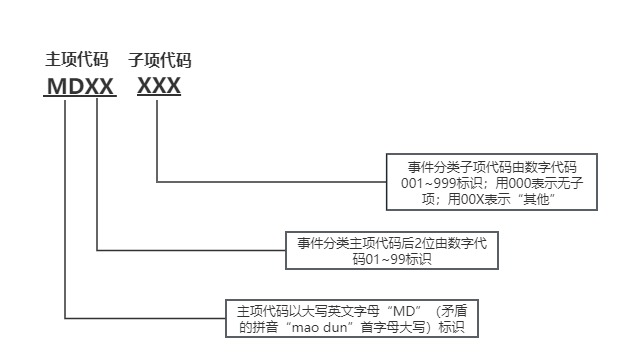 主项代码 子项代码
MDXX XXX
事件分类子项代码由数字代码
001~999标识；用000表示无子
项；用00X表示“其他”
事件分类主项代码后2位由数字代
码01~99标识
主项代码以大写英文字母“MD”（矛盾
的拼音“mao dun”首字母大写）标识